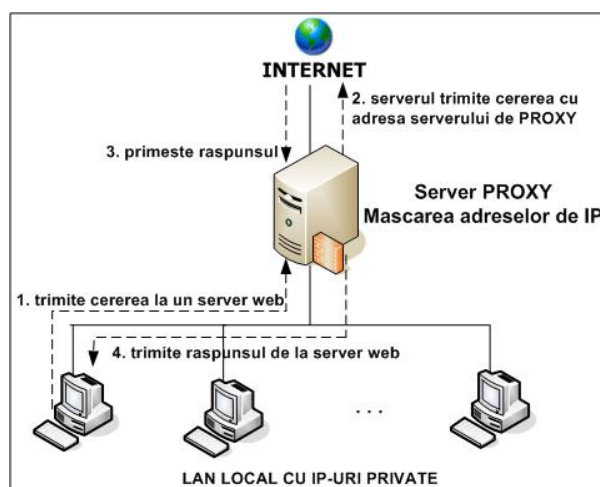 INTERNET
2. serverul trimite cererea cu
adresa serverului de PROXY
3. primeste raspunsul
Server PROXY
Mascarea adreselor de IP
1. trimite cererea la un server web
4. trimite raspunsul de la server web
. . .
LAN LOCAL CU IP-URI PRIVATE